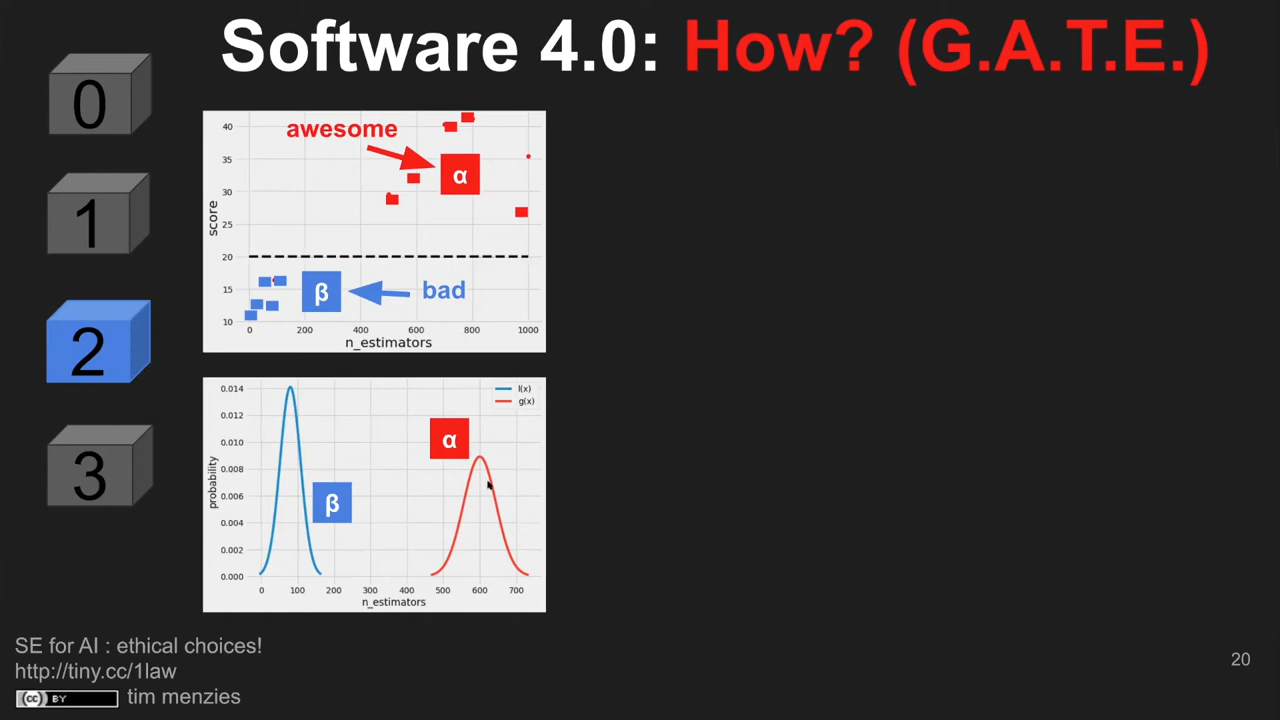 Software 4.0: How? (G.A.T.E.)
0
1
2
3
40
35
30
25
20
15
10
score
awesome
α
β
bad
0 200 400 600 800 1000
n_estimators
0.014
0.012
0.010
0.008
0.006
0.004
0.002
0.000
probability
l(x)
g(x)
α
β
0 100 200 300 400 500 600 700
n_estimators
SE for AI : ethical choices!
http://tiny.cc/1law
cc BY tim menzies
20